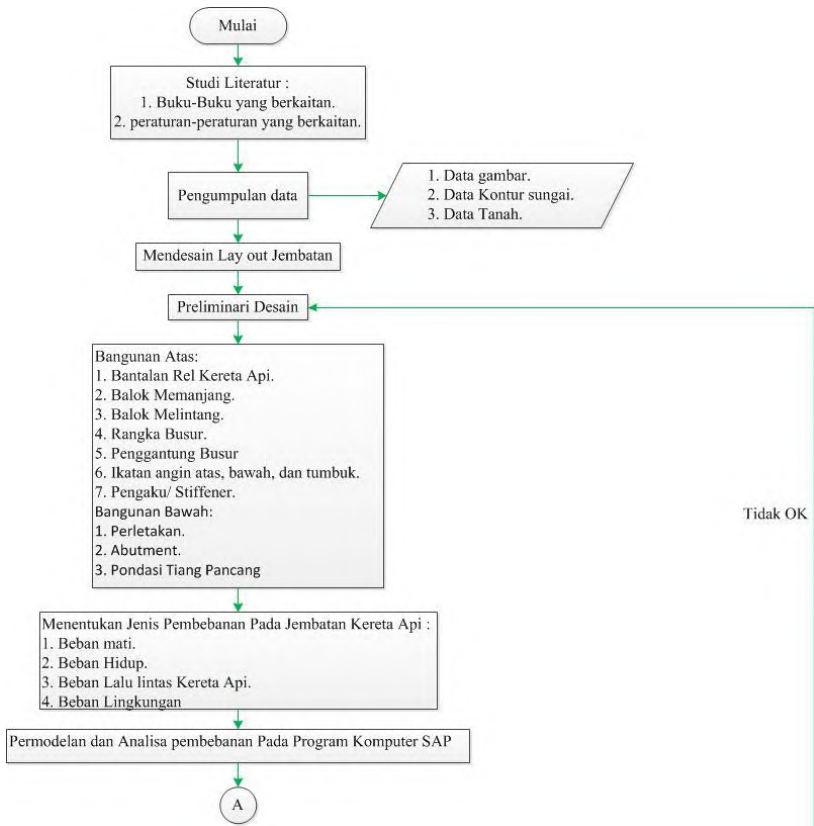 Mulai
Studi Literatur :
1. Buku-Buku yang berkaitan.
2. peraturan-peraturan yang berkaitan.
Pengumpulan data
1. Data gambar.
2. Data Kontur sungai.
3. Data Tanah.
Mendesain Lay out Jembatan
Preliminari Desain
Bangunan Atas:
1. Bantalan Rel Kereta Api.
2. Balok Memanjang.
3. Balok Melintang.
4. Rangka Busur.
5. Penggantung Busur
6. Ikatan angin atas, bawah, dan tumbuk.
7. Pengaku/ Stiffener.
Bangunan Bawah:
1. Perletakan.
2. Abutment.
3. Pondasi Tiang Pancang
Tidak OK
Menentukan Jenis Pembebanan Pada Jembatan Kereta Api :
1. Beban mati.
2. Beban Hidup.
3. Beban Lalu lintas Kereta Api.
4. Beban Lingkungan
Permodelan dan Analisa pembebanan Pada Program Komputer SAP
A